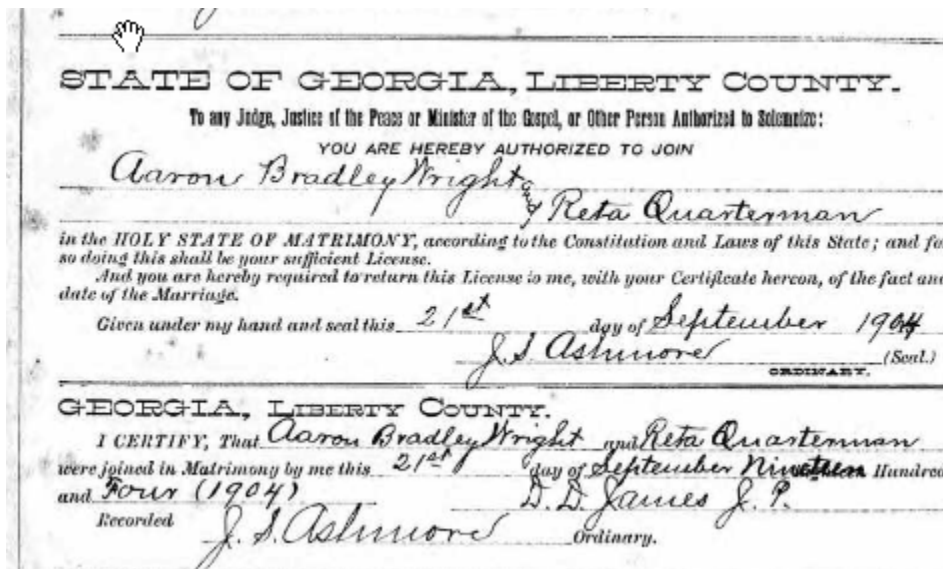 STATE OF GEORGIA, LIBERTY COUNTY.
To any Judge, Justice of the Peace or Minister of the Gospel, or Other Person Authorized to Solemnize:
YOU ARE HEREBY AUTHORIZED TO JOIN
Aaron Bradley Wright and
Reta Quarterman
in the HOLY STATE OF MATRIMONY, according to the Constitution and Laws of this State; and for
so doing this shall be your sufficient License.
And you are hereby required to return this License to me, with your Certificate hereon, of the fact and
date of the Marriage.
Given under my hand and seal this 21st day of September 1904
J. S. Ashmore (Seal.)
ORDINARY.
GEORGIA, LIBERTY COUNTY.
I CERTIFY, That Aaron Bradley Wright and Reta Quarterman
were joined in Matrimony by me this 21st day of September Nineteen Hundred
and Four (1904) D. D. James J. P.
Recorded J. S. Ashmore Ordinary.